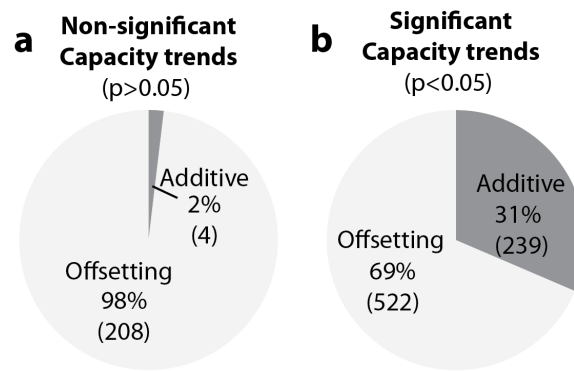 a
Non-significant
Capacity trends
(p>0.05)
Additive
2%
(4)
Offsetting
98%
(208)
b
Significant
Capacity trends
(p<0.05)
Additive
31%
(239)
Offsetting
69%
(522)